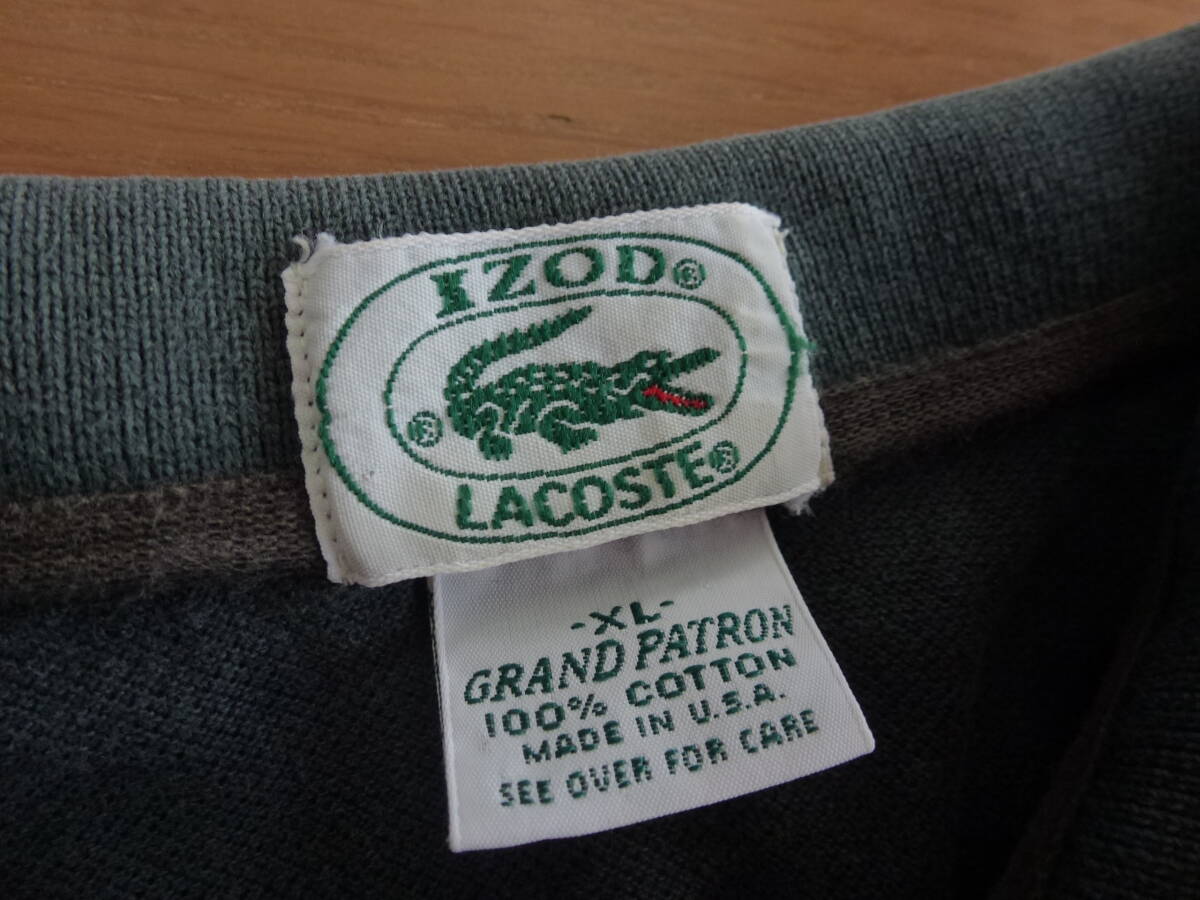 IZOD®
®
LACOSTE®
-XL-
GRAND PATRON
100% COTTON
MADE IN U.S.A.
SEE OVER FOR CARE